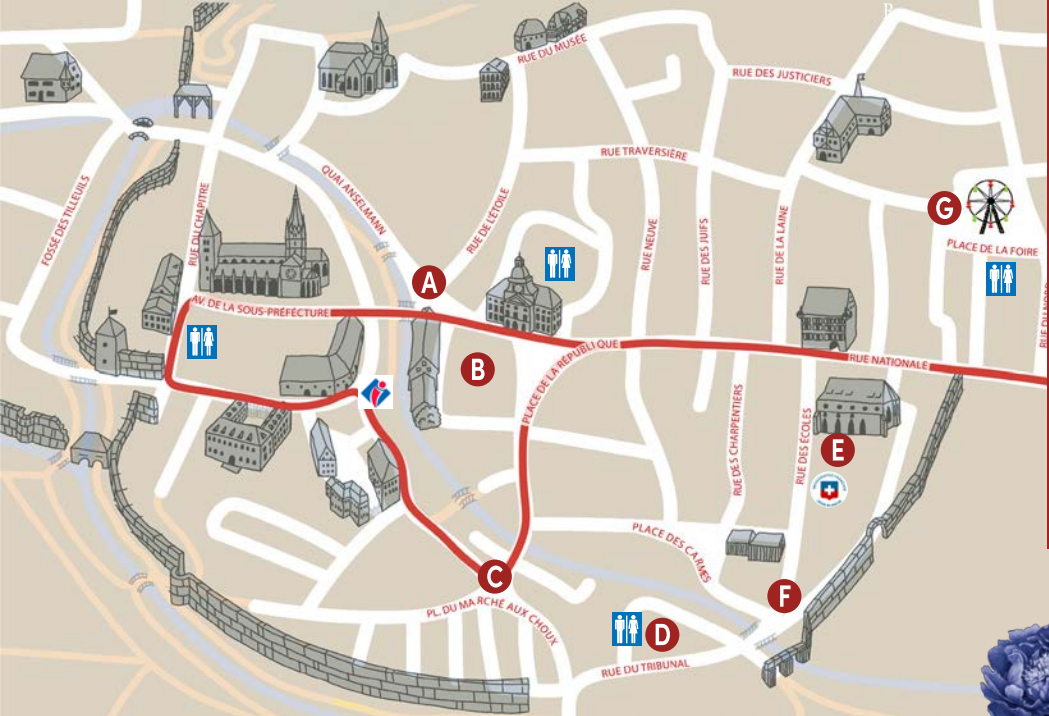 RUE DU MUSÉE
RUE DES JUSTICIERS
RUE TRAVERSIÈRE
QUAI ANSELMANN
FOSSÉ DES TILLEULS
RUE DU CHAPITRE
RUE DE L'ÉTOILE
RUE NEUVE
RUE DES JUIFS
RUE DE LA LAINE
G
PLACE DE LA FOIRE
A
AV. DE LA SOUS-PRÉFÉCTURE
B
PLACE DE LA RÉPUBLIQUE
RUE NATIONALE
RUE DES CHARPENTIERS
RUE DES ÉCOLES
E
PLACE DES CARMES
C
F
PL. DU MARCHÉ AUX CHOUX
D
RUE DU TRIBUNAL